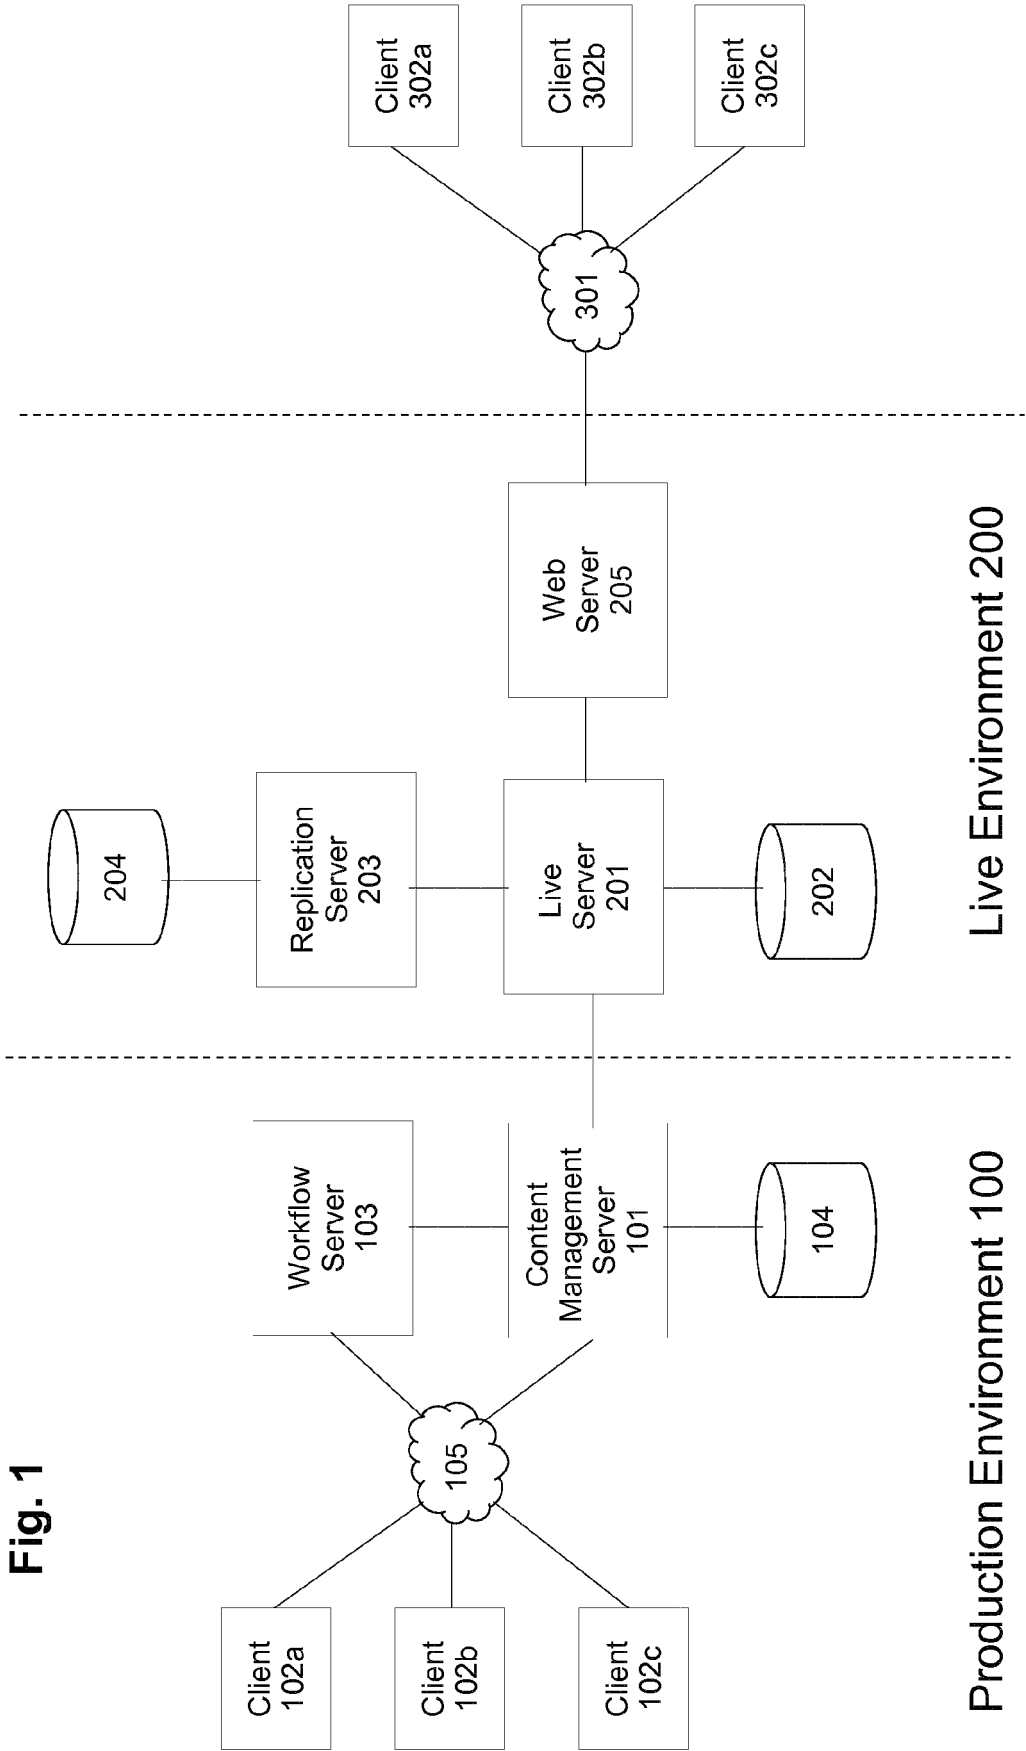 Fig. 1
Client
102a
Client
102b
Client
102c
105
Workflow
Server
103
Content
Management
Server
101
104
Production Environment 100
204
Replication
Server
203
Live
Server
201
202
Web
Server
205
Live Environment 200
301
Client
302a
Client
302b
Client
302c